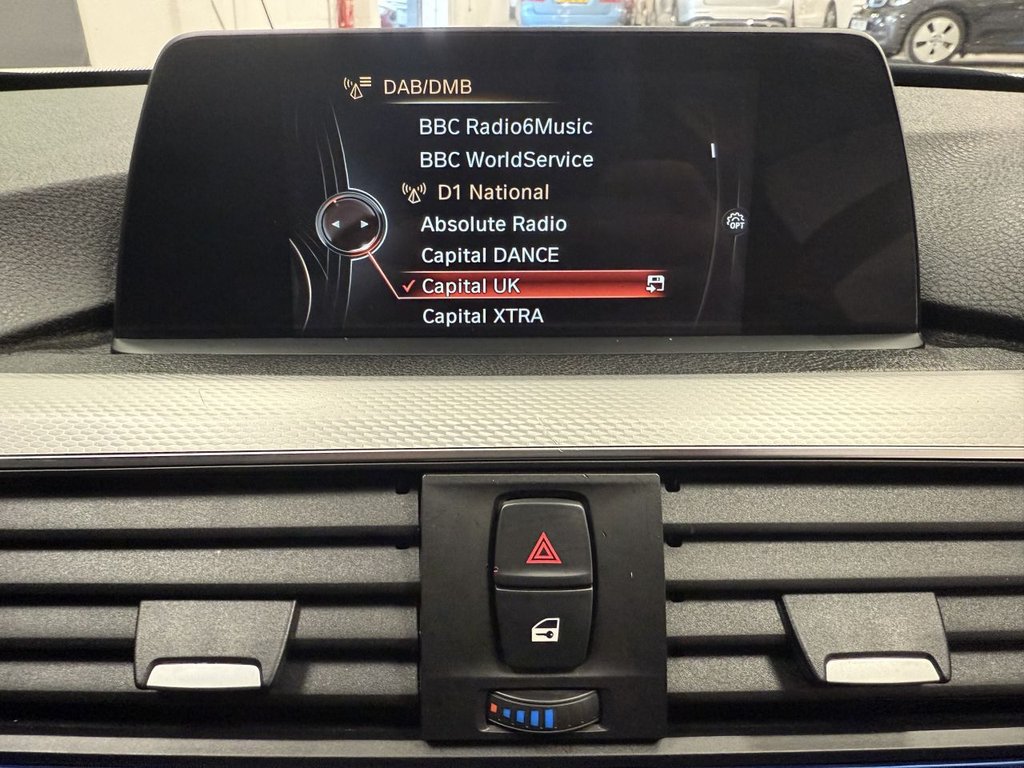 DAB/DMB
BBC Radio6Music
BBC WorldService
D1 National
Absolute Radio
OPT
Capital DANCE
Capital UK
Capital XTRA